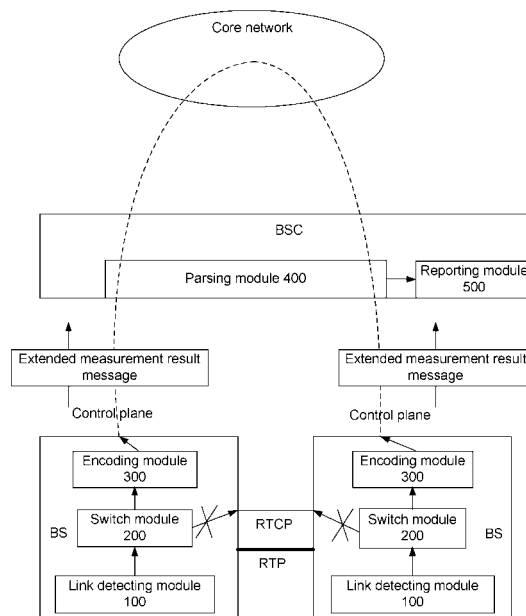 Core network
BSC
Parsing module 400
Reporting module
500
Extended measurement result
message
Extended measurement result
message
Control plane
Control plane
Encoding module
300
Encoding module
300
Switch module
200
RTCP
Switch module
200
BS
BS
RTP
Link detecting module
100
Link detecting module
100